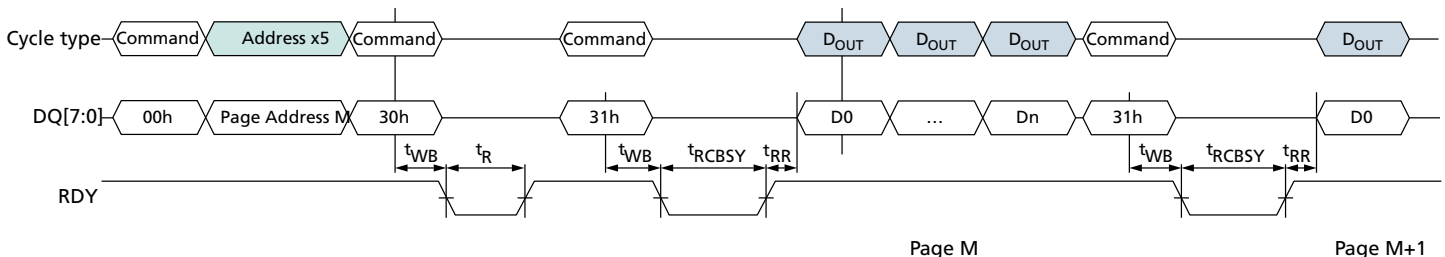 Cycle type Command Address x5 Command Command DOUT DOUT DOUT Command DOUT
DQ[7:0] 00h Page Address M 30h 31h D0 … Dn 31h D0
tWB tR tWB tRCBSY tRR tWB tRCBSY tRR
RDY
Page M Page M+1